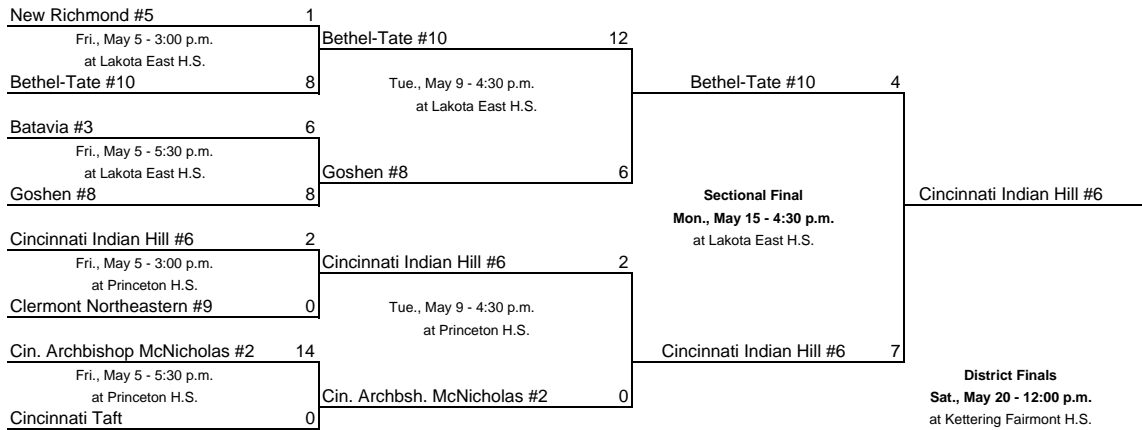 New Richmond #5 1
Fri., May 5 - 3:00 p.m.
at Lakota East H.S.
Bethel-Tate #10 8
Batavia #3 6
Fri., May 5 - 5:30 p.m.
at Lakota East H.S.
Goshen #8 8
Cincinnati Indian Hill #6 2
Fri., May 5 - 3:00 p.m.
at Princeton H.S.
Clermont Northeastern #9 0
Cin. Archbishop McNicholas #2 14
Fri., May 5 - 5:30 p.m.
at Princeton H.S.
Cincinnati Taft 0
Bethel-Tate #10 12
Tue., May 9 - 4:30 p.m.
at Lakota East H.S.
Goshen #8 6
Cincinnati Indian Hill #6 2
Tue., May 9 - 4:30 p.m.
at Princeton H.S.
Cin. Archbsh. McNicholas #2 0
Bethel-Tate #10 4
Sectional Final
Mon., May 15 - 4:30 p.m.
at Lakota East H.S.
Cincinnati Indian Hill #6 7
Cincinnati Indian Hill #6
District Finals
Sat., May 20 - 12:00 p.m.
at Kettering Fairmont H.S.